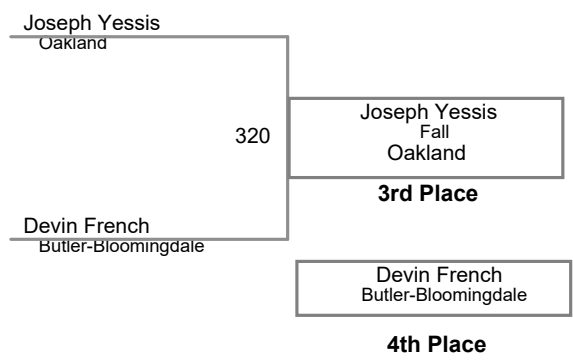 Joseph Yessis
Oakland
320
Joseph Yessis
Fall
Oakland
3rd Place
Devin French
Butler-Bloomingdale
Devin French
Butler-Bloomingdale
4th Place